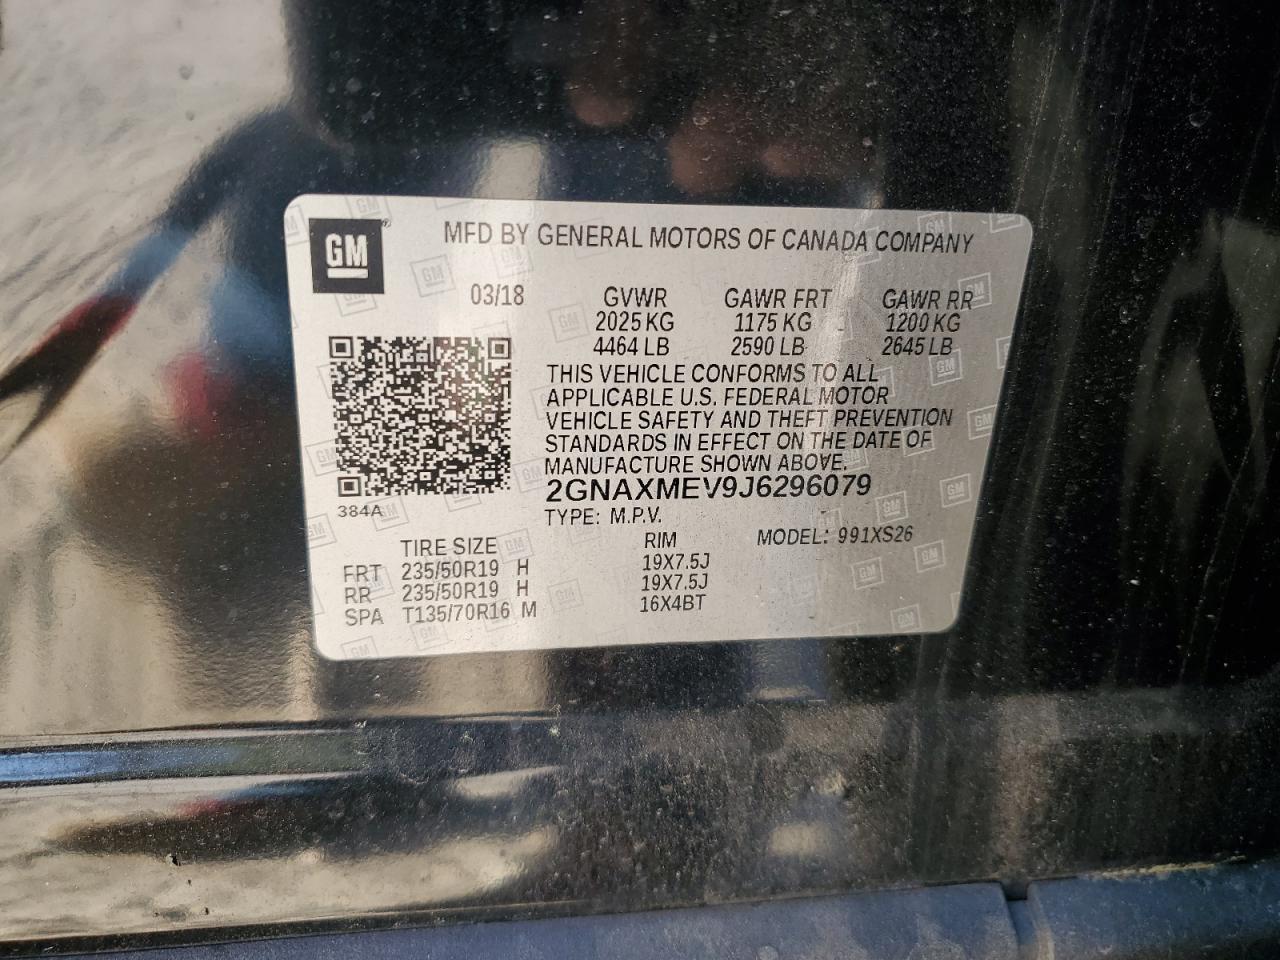 GM ®
MFD BY GENERAL MOTORS OF CANADA COMPANY
03/18 GVWR GAWR FRT GAWR RR
2025 KG 1175 KG 1200 KG
4464 LB 2590 LB 2645 LB
THIS VEHICLE CONFORMS TO ALL
APPLICABLE U.S. FEDERAL MOTOR
VEHICLE SAFETY AND THEFT PREVENTION
STANDARDS IN EFFECT ON THE DATE OF
MANUFACTURE SHOWN ABOVE.
2GNAXMEV9J6296079
384A
TYPE: M.P.V.
MODEL: 991XS26
TIRE SIZE RIM
FRT 235/50R19 H 19X7.5J
RR 235/50R19 H 19X7.5J
SPA T135/70R16 M 16X4BT